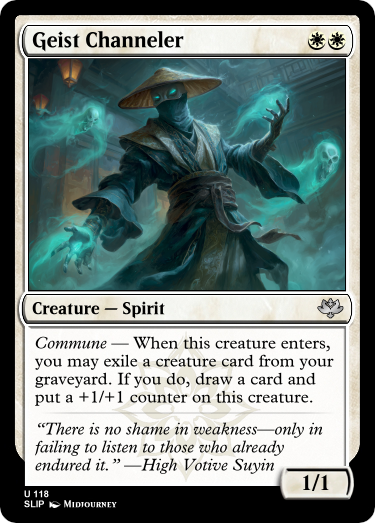 Geist Channeler
Creature — Spirit
Commune — When this creature enters,
you may exile a creature card from your
graveyard. If you do, draw a card and
put a +1/+1 counter on this creature.
“There is no shame in weakness—only in
failing to listen to those who already
endured it.” —High Votive Suyin
1/1
U 118
SLIP Midjourney